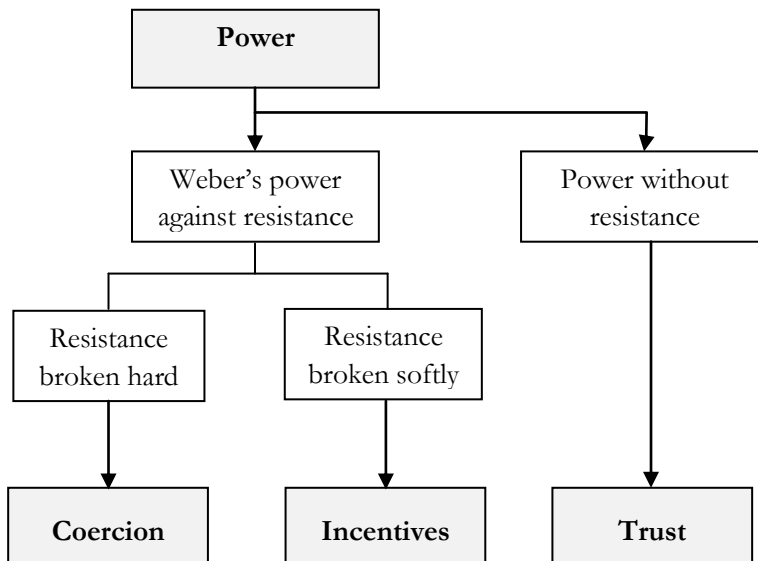 Power
Weber’s power
against resistance
Power without
resistance
Resistance
broken hard
Resistance
broken softly
Coercion
Incentives
Trust